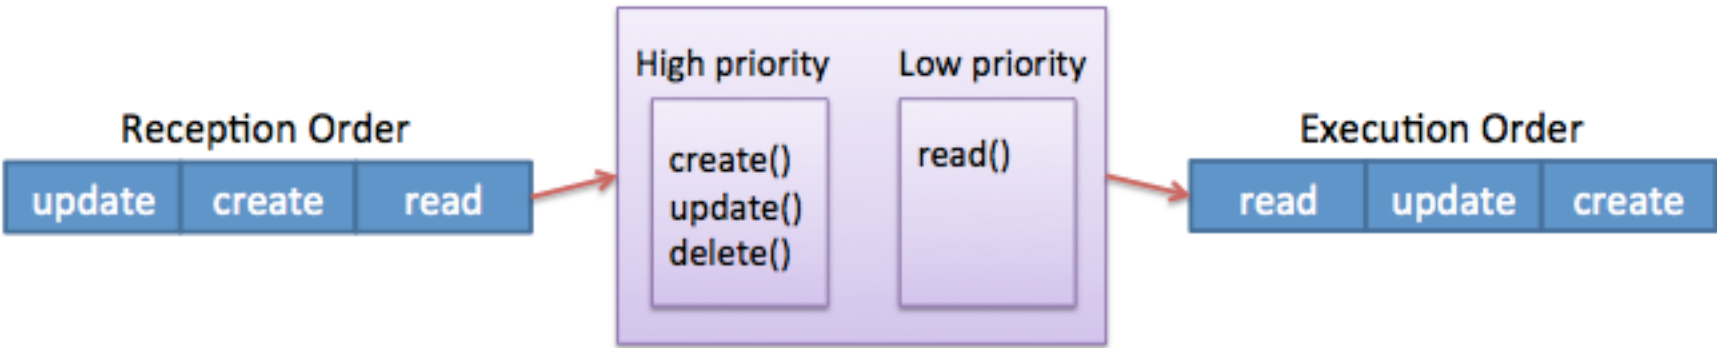 Reception Order
update create read
High priority
create()
update()
delete()
Low priority
read()
Execution Order
read update create